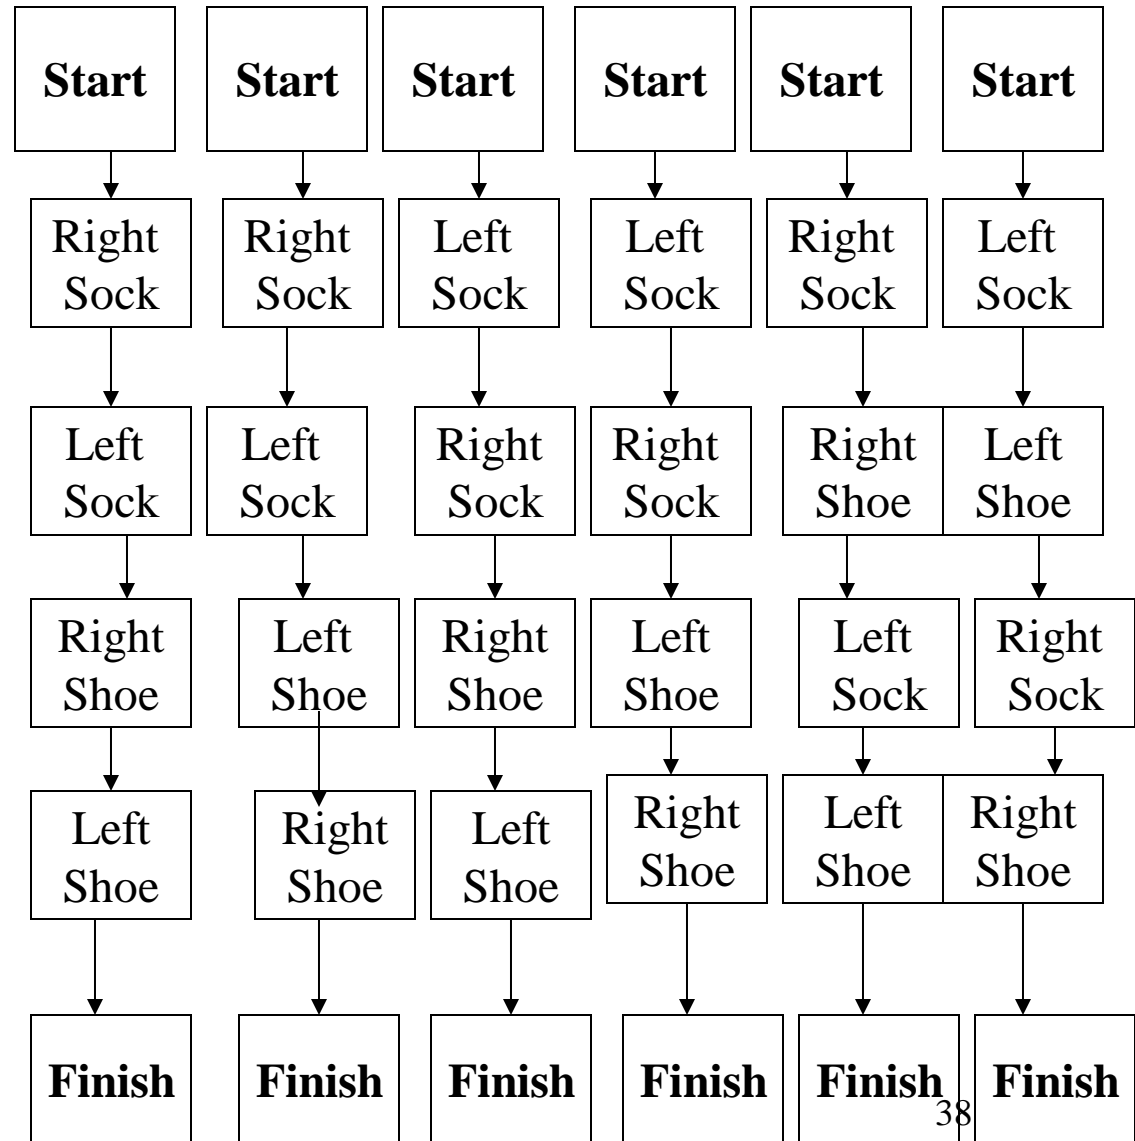 Start Start Start Start Start Start
Right Right Left Left Right Left
Sock Sock Sock Sock Sock Sock
Left Left Right Right Right Left
Sock Sock Sock Sock Shoe Shoe
Right Left Right Left Left Right
Shoe Shoe Shoe Shoe Sock Sock
Left Right Left Right Left Right
Shoe Shoe Shoe Shoe Shoe Shoe
Finish Finish Finish Finish Finish Finish
38